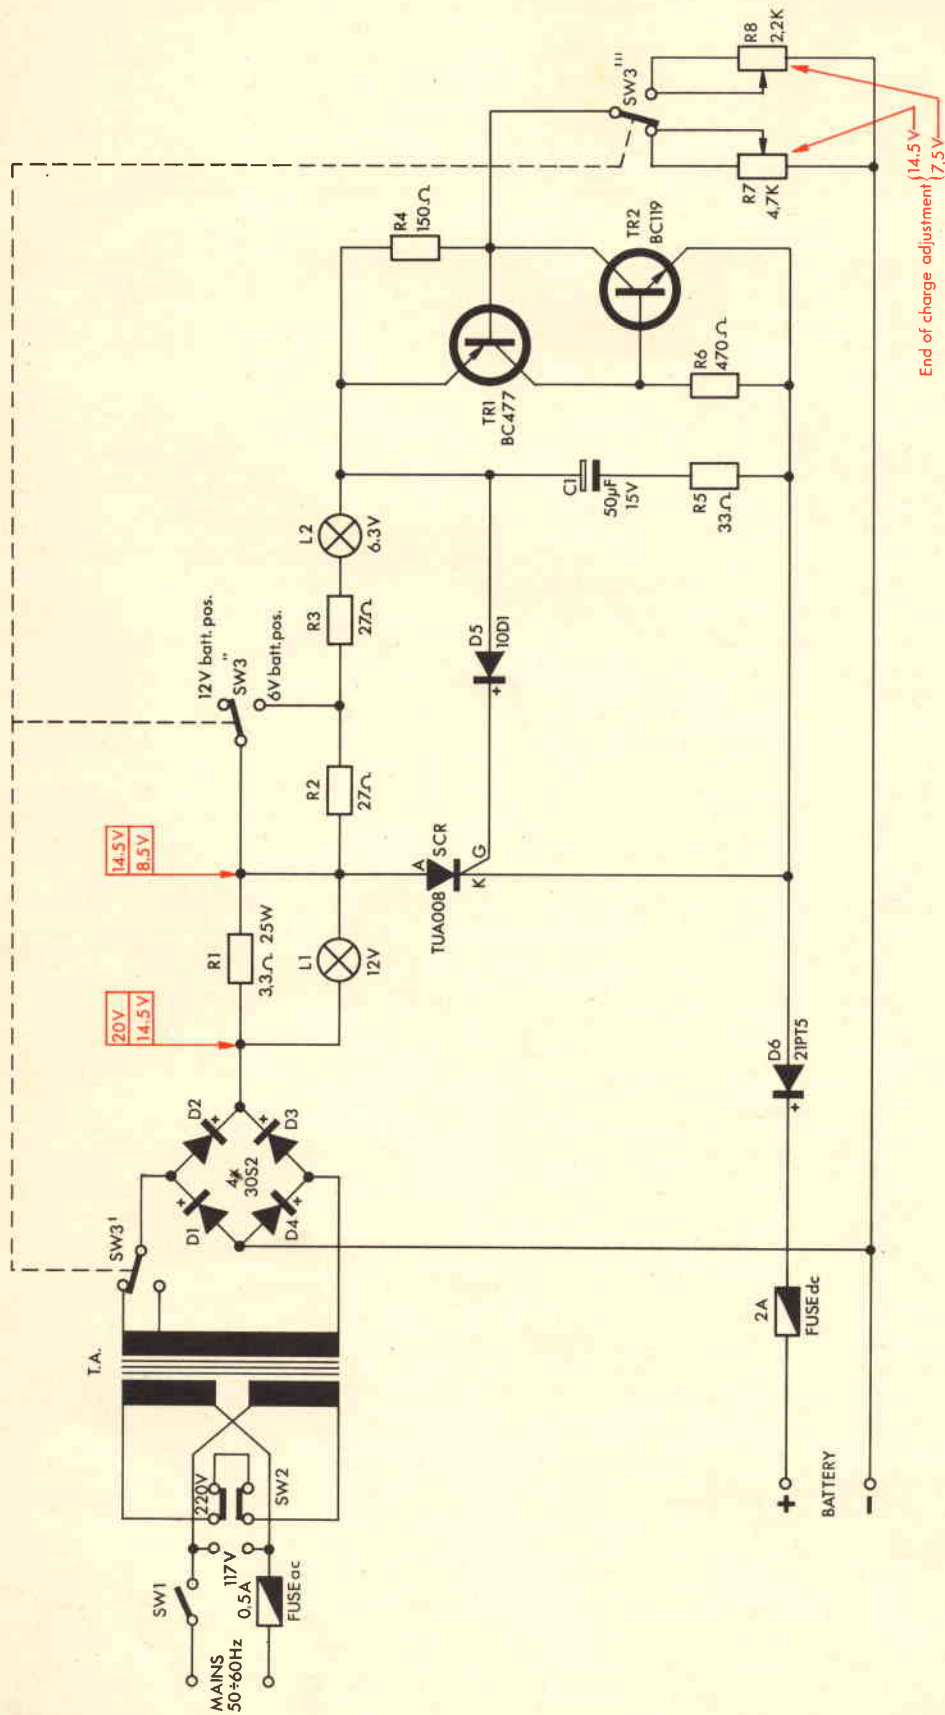 MAINS
50÷60Hz
SW1
0,5A
FUSE ac
117V
220V
SW2
T.A.
SW3'
D1
D2
D3
D4
4x
30S2
20V
14.5V
R1
3,3Ω 25W
L1
12V
14.5V
8.5V
12V batt. pos.
SW3''
6V batt. pos.
R2
27Ω
R3
27Ω
L2
6.3V
TUA008
A
SCR
K
G
D5
10D1
+
C1
50µF
15V
R5
33Ω
R6
470Ω
TR1
BC477
TR2
BC119
R4
150Ω
SW3'''
R7
4,7K
R8
2,2K
End of charge adjustment {14.5V
{7,5V
D6
21PT5
+
2A
FUSE dc
+
BATTERY
−